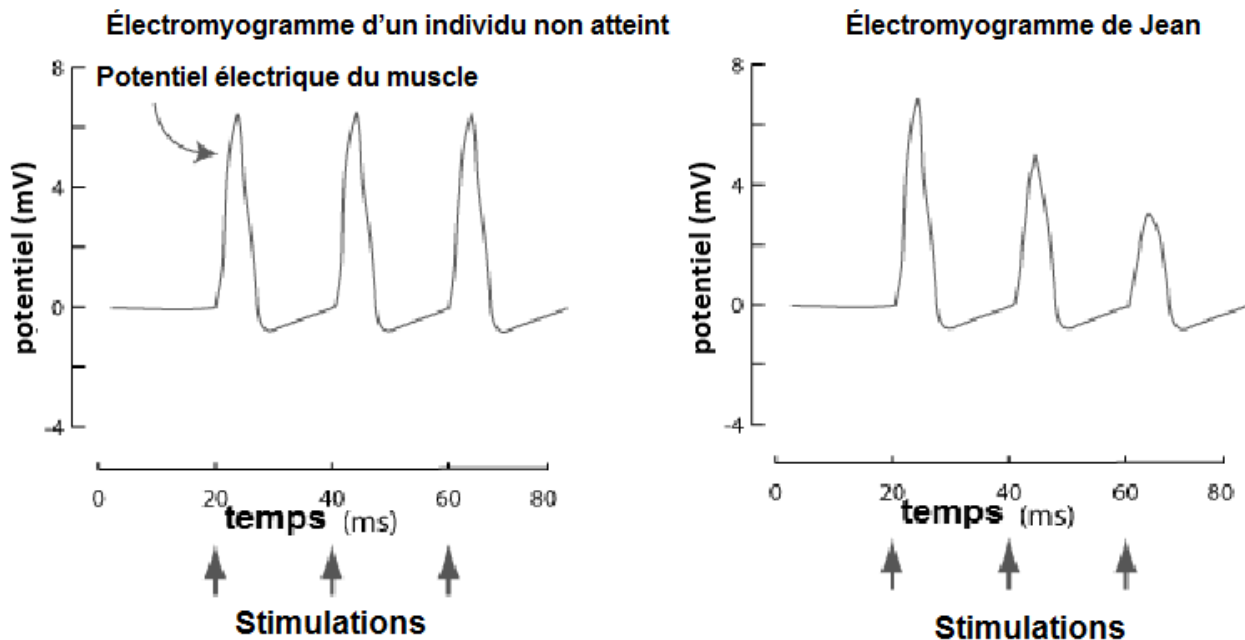 Électromyogramme d'un individu non atteint
Potentiel électrique du muscle
potentiel (mV)
8
4
0
-4
0 20 40 60 80
temps (ms)
Stimulations
Électromyogramme de Jean
potentiel (mV)
8
4
0
-4
0 20 40 60 80
temps (ms)
Stimulations